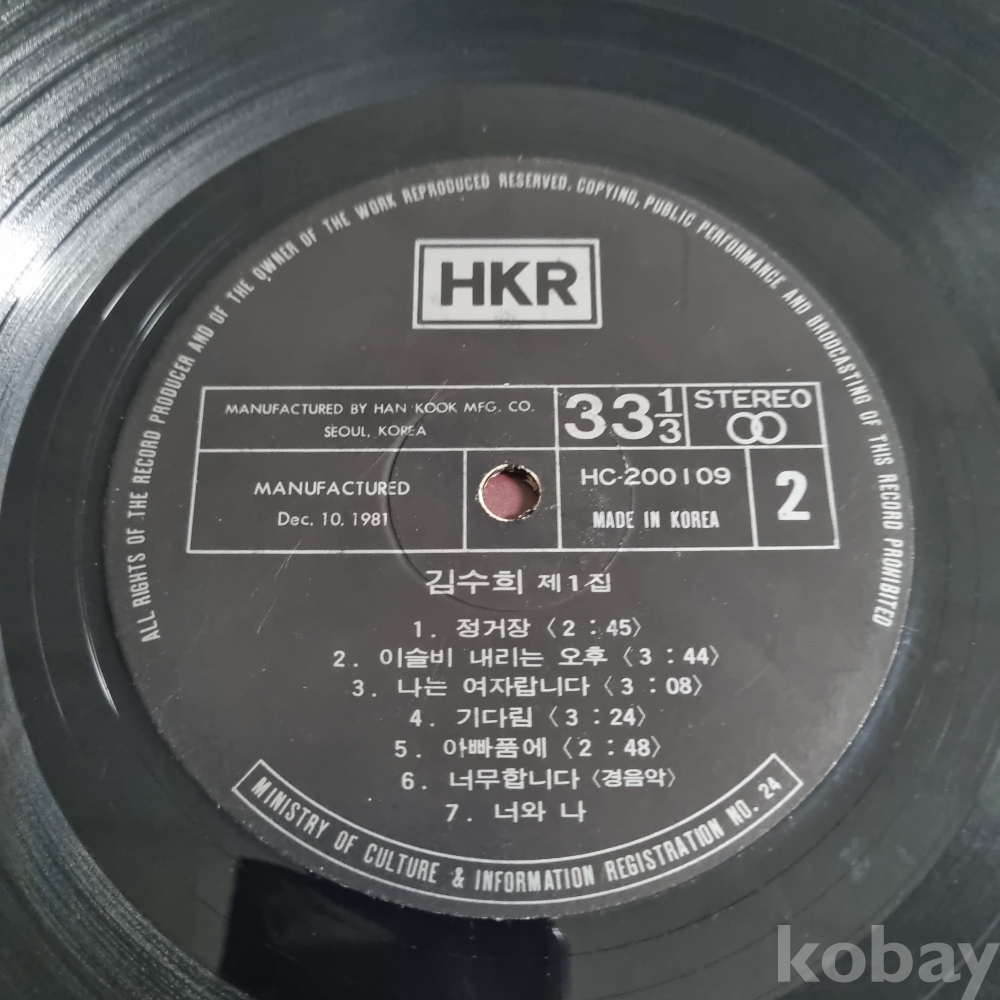 ALL RIGHTS OF THE RECORD PRODUCER AND OF THE OWNER OF THE WORK REPRODUCED RESERVED. COPYING, PUBLIC PERFORMANCE AND BRODCASTING OF THIS RECORD PROHIBITED
HKR
MANUFACTURED BY HAN KOOK MFG. CO.
SEOUL, KOREA
33 1/3
STEREO
MANUFACTURED
Dec. 10. 1981
HC-200109
MADE IN KOREA
2
김수희 제1집
1. 정거장 〈2 : 45〉
2. 이슬비 내리는 오후 〈3 : 44〉
3. 나는 여자랍니다 〈3 : 08〉
4. 기다림 〈3 : 24〉
5. 아빠품에 〈2 : 48〉
6. 너무합니다 〈경음악〉
7. 너와 나
MINISTRY OF CULTURE & INFORMATION REGISTRATION NO. 24
kobay